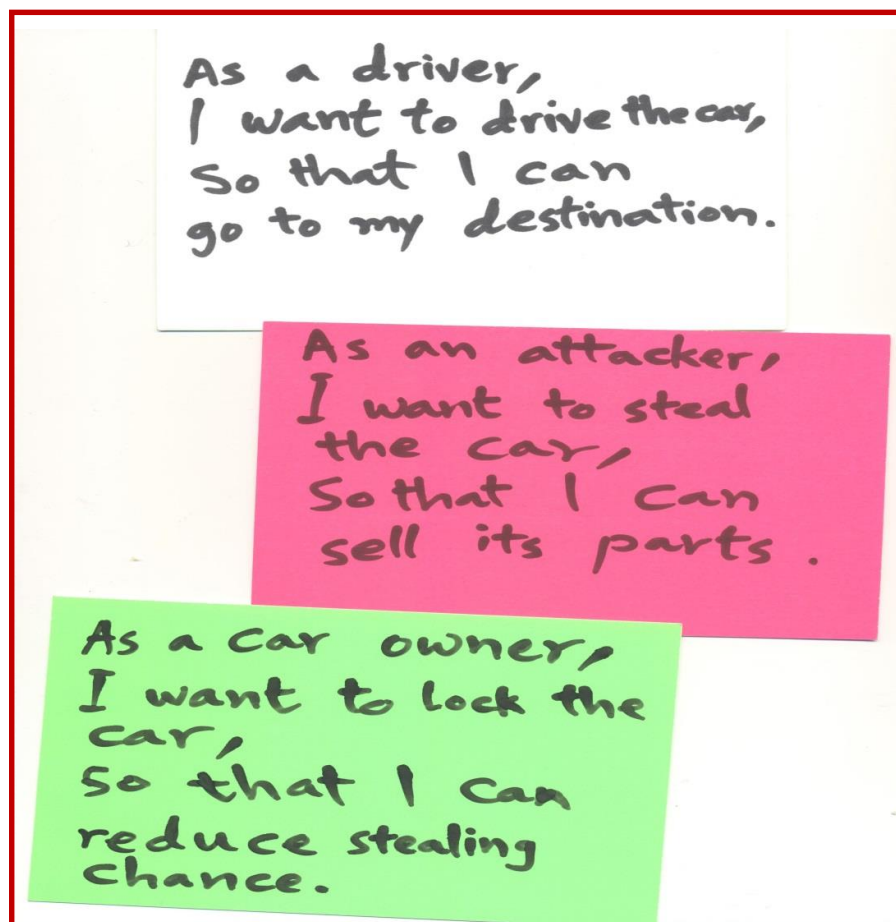 As a driver,
I want to drive the car,
So that I can
go to my destination.
As an attacker,
I want to steal
the car,
So that I can
sell its parts.
As a car owner,
I want to lock the
car,
So that I can
reduce stealing
chance.